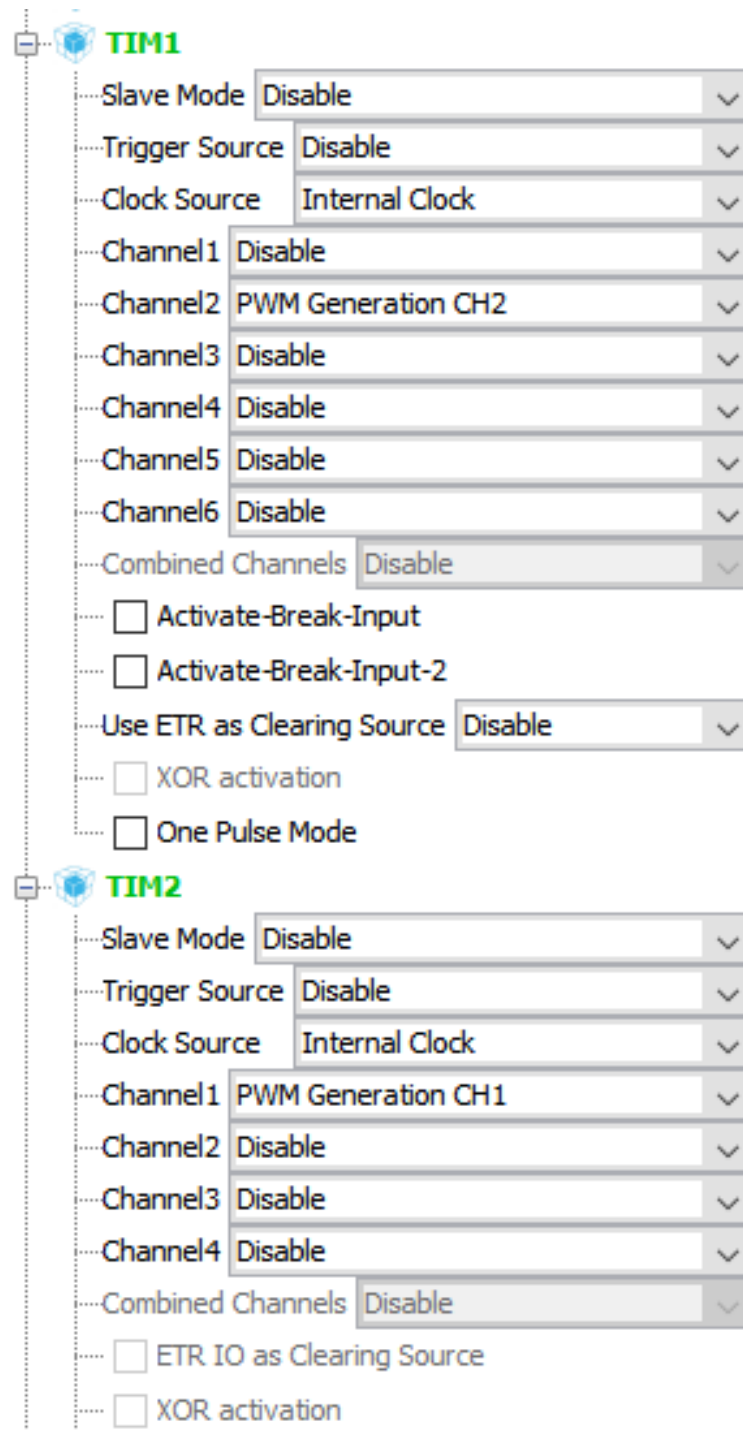 TIM1
Slave Mode Disable
Trigger Source Disable
Clock Source Internal Clock
Channel1 Disable
Channel2 PWM Generation CH2
Channel3 Disable
Channel4 Disable
Channel5 Disable
Channel6 Disable
Combined Channels Disable
Activate-Break-Input
Activate-Break-Input-2
Use ETR as Clearing Source Disable
XOR activation
One Pulse Mode
TIM2
Slave Mode Disable
Trigger Source Disable
Clock Source Internal Clock
Channel1 PWM Generation CH1
Channel2 Disable
Channel3 Disable
Channel4 Disable
Combined Channels Disable
ETR IO as Clearing Source
XOR activation